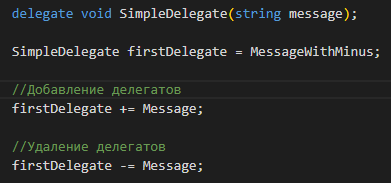 delegate void SimpleDelegate(string message);
SimpleDelegate firstDelegate = MessageWithMinus;
//Добавление делегатов
firstDelegate += Message;
//Удаление делегатов
firstDelegate -= Message;